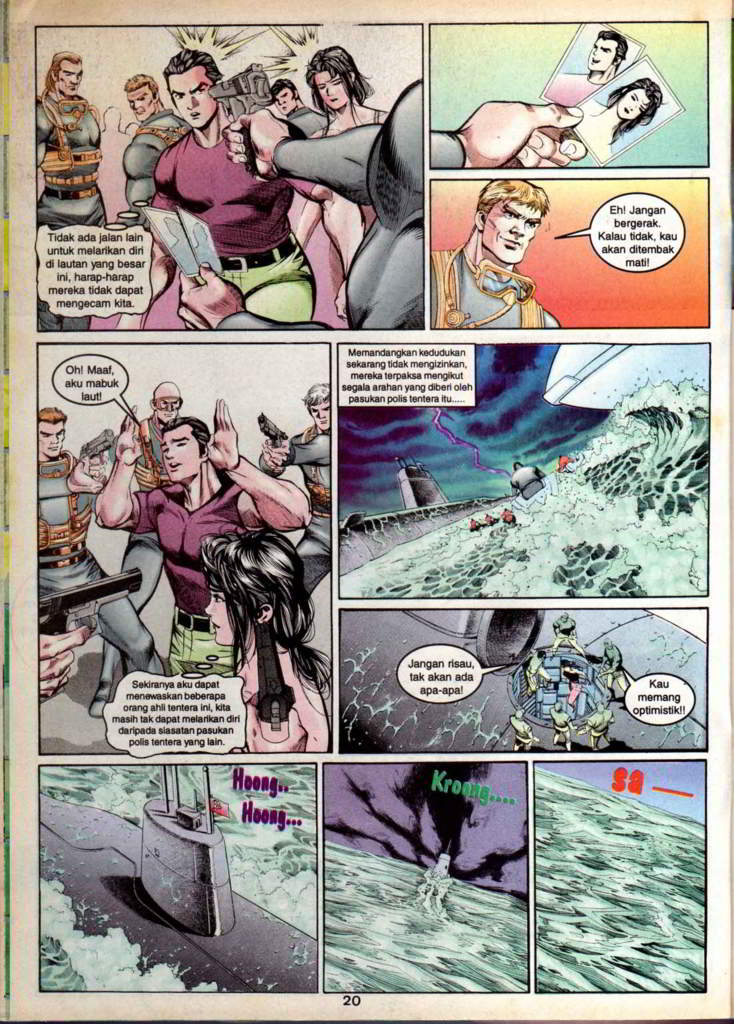 Tidak ada jalan lain
untuk melarikan diri
di lautan yang besar
ini, harap-harap
mereka tidak dapat
mengecam kita.
Eh! Jangan
bergerak.
Kalau tidak, kau
akan ditembak
mati!
Oh! Maaf,
aku mabuk
laut!
Sekiranya aku dapat
menewaskan beberapa
orang ahli tentera ini, kita
masih tak dapat melarikan diri
daripada siasatan pasukan
polis tentera yang lain.
Memandangkan kedudukan
sekarang tidak mengizinkan,
mereka terpaksa mengikut
segala arahan yang diberi oleh
pasukan polis tentera itu.....
Jangan risau,
tak akan ada
apa-apa!
Kau
memang
optimistik!!
Hoong..
Hoong...
Kroong....
sa —
20